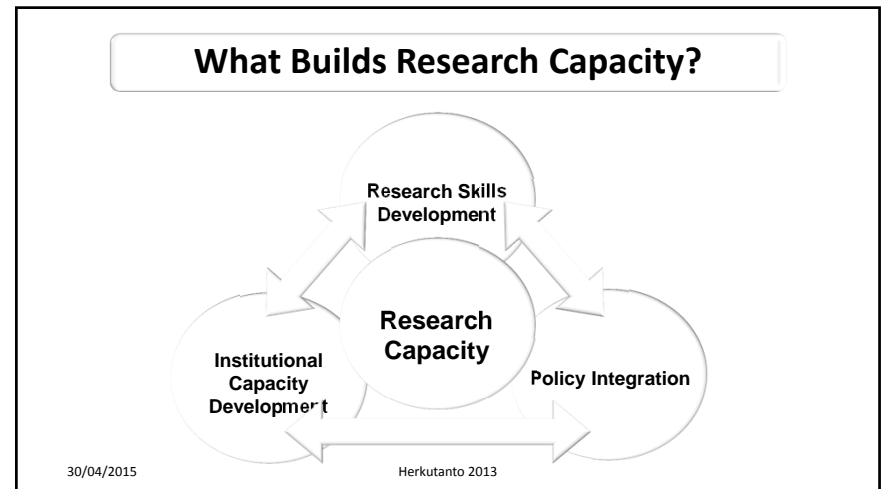 What Builds Research Capacity?
Research Skills
Development
Research
Capacity
Institutional
Capacity
Development
Policy Integration
30/04/2015
Herkutanto 2013